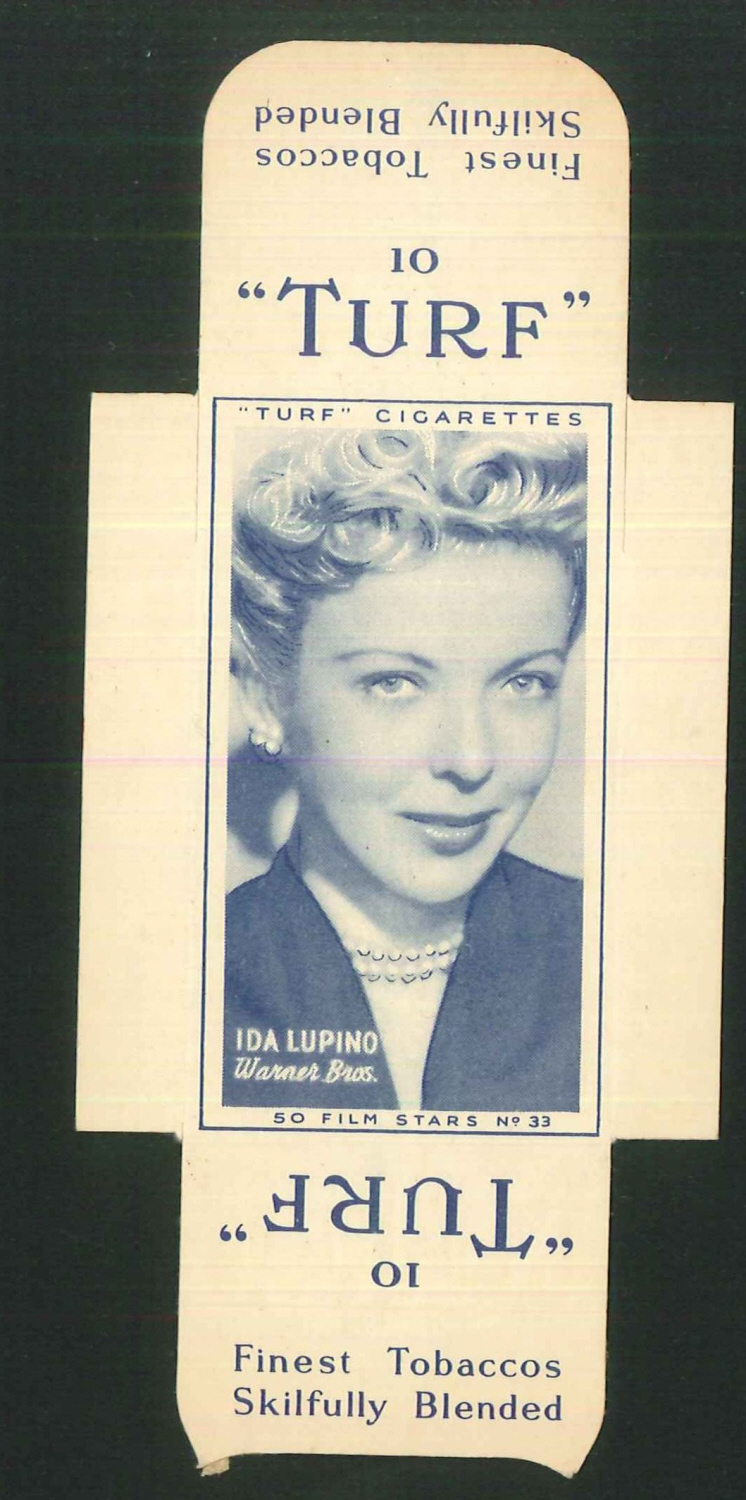 Finest Tobaccos
Skilfully Blended
10
"TURF"
"TURF" CIGARETTES
IDA LUPINO
Warner Bros.
50 FILM STARS Nº 33
"TURF"
10
Finest Tobaccos
Skilfully Blended